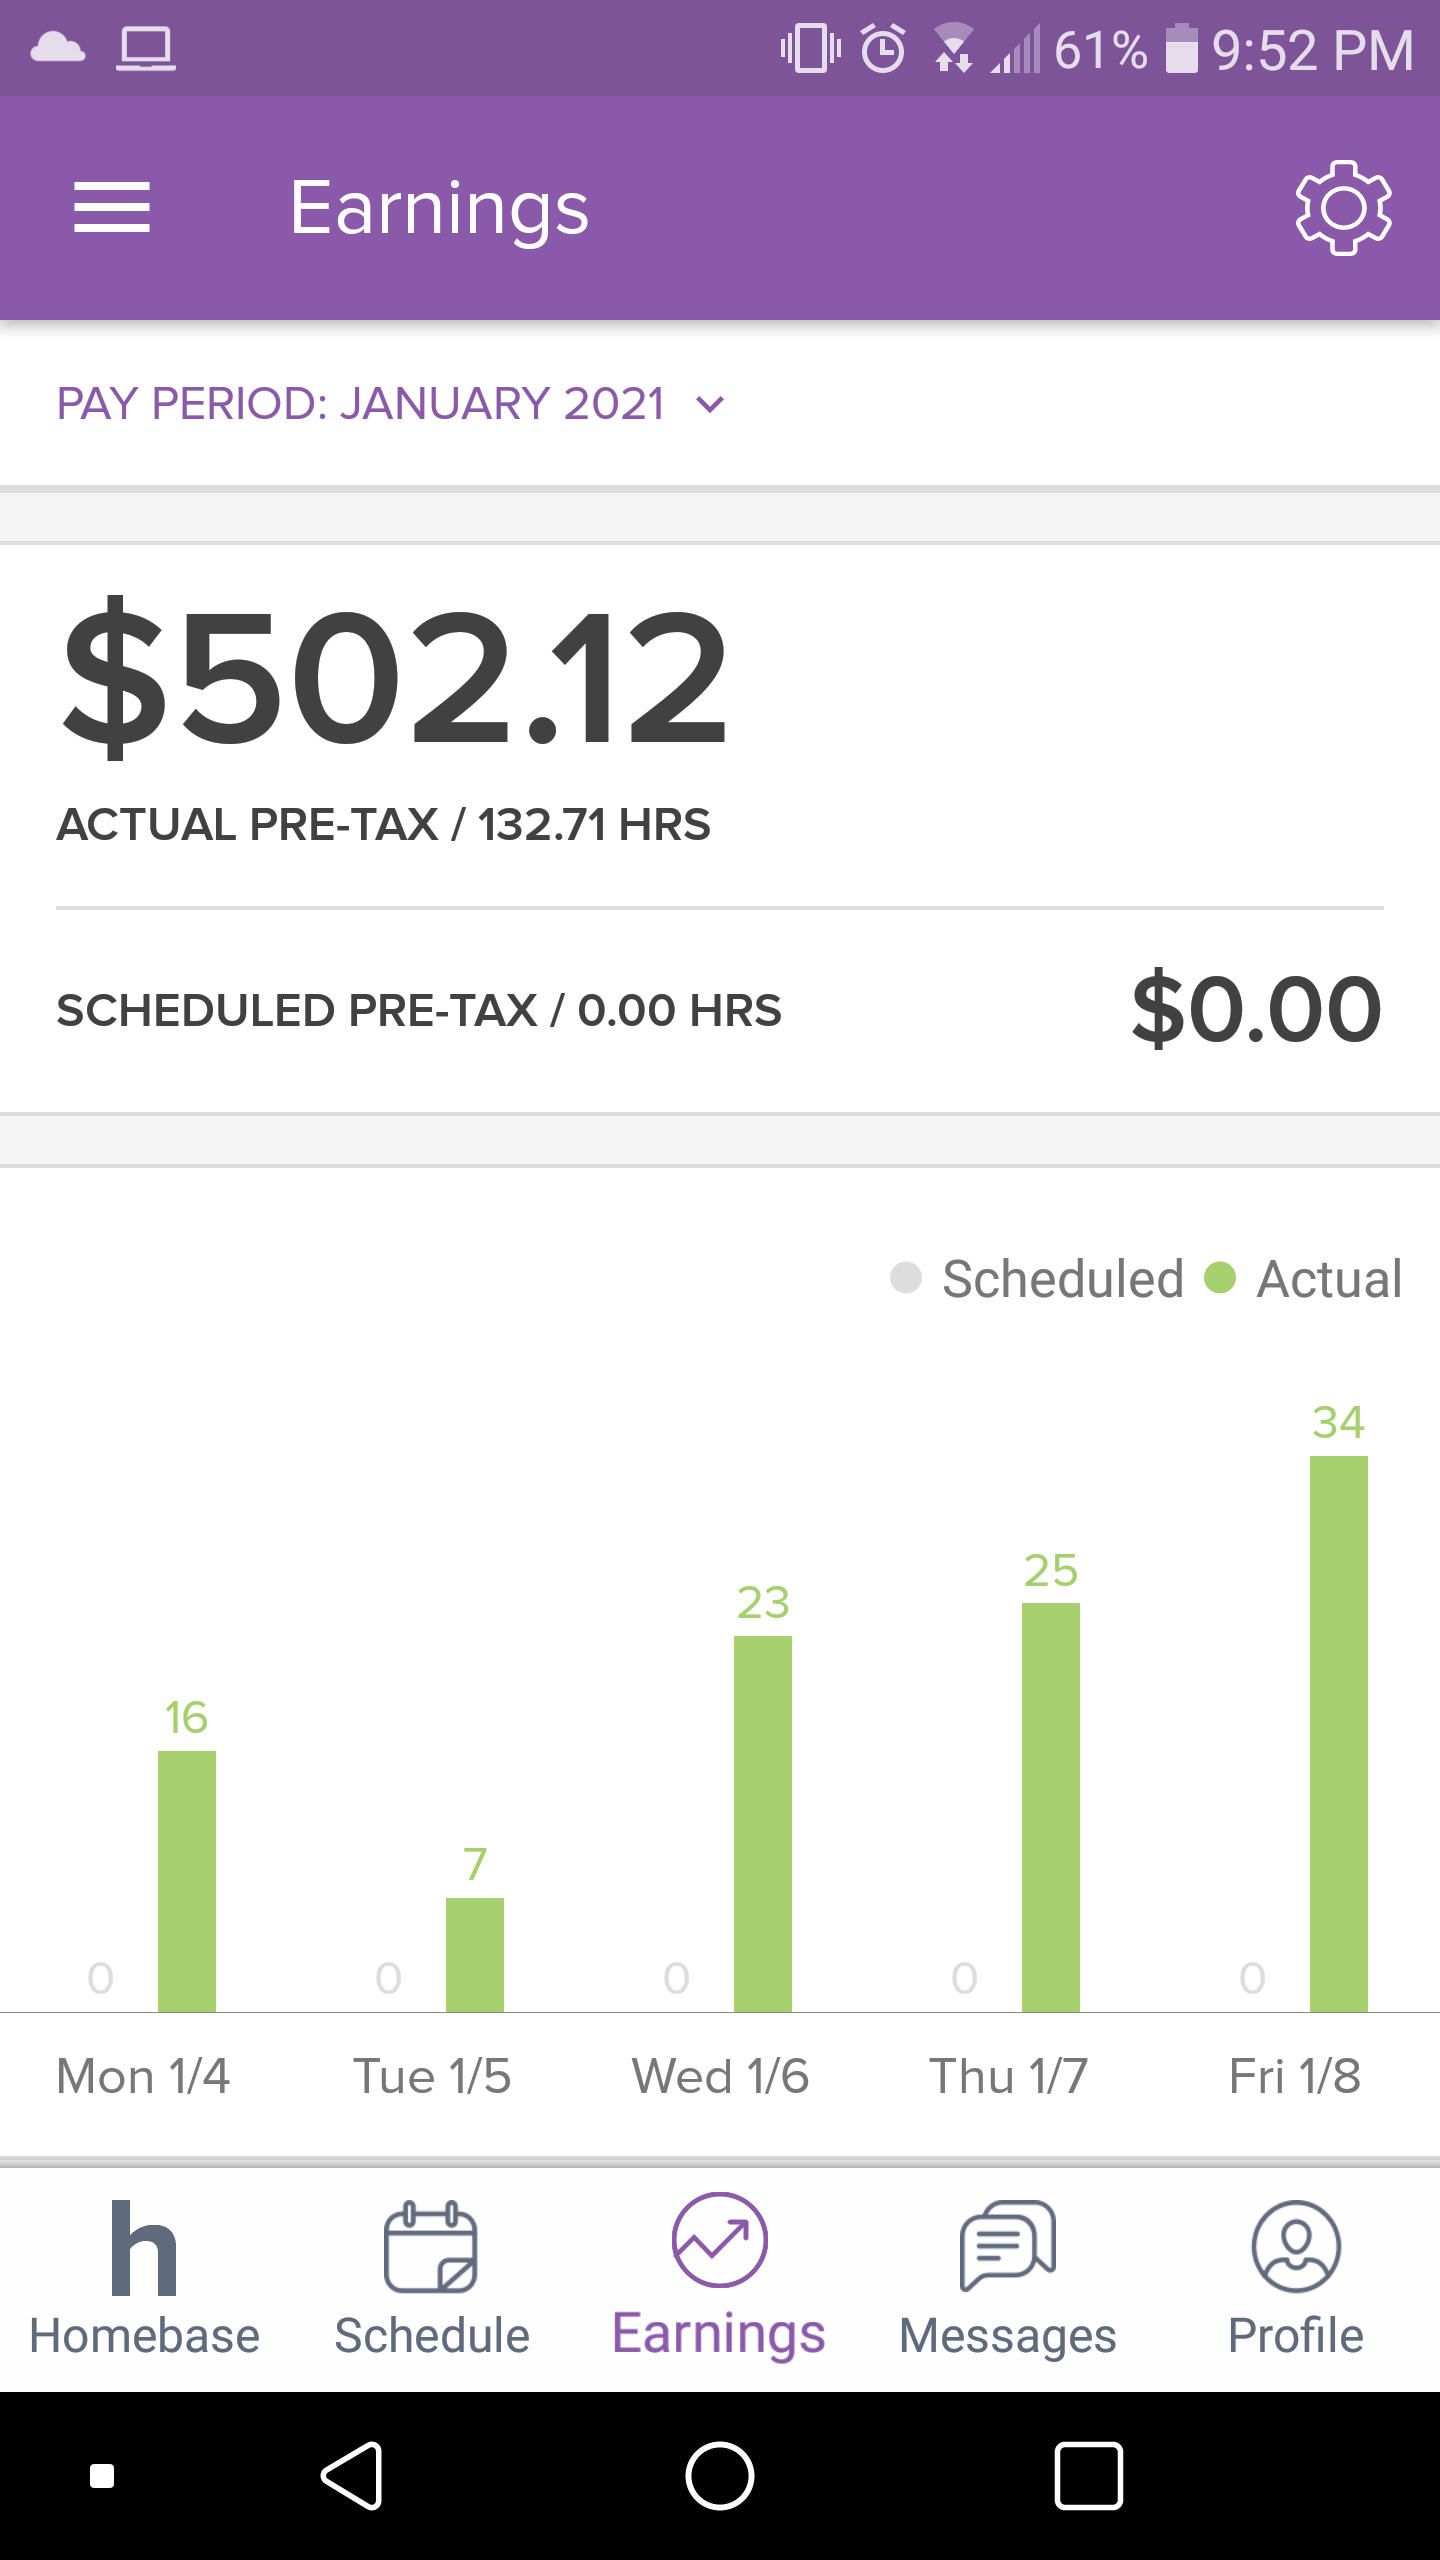 61% 9:52 PM
Earnings
PAY PERIOD: JANUARY 2021
$502.12
ACTUAL PRE-TAX / 132.71 HRS
SCHEDULED PRE-TAX / 0.00 HRS $0.00
Scheduled Actual
34
25
23
16
7
0 0 0 0 0
Mon 1/4 Tue 1/5 Wed 1/6 Thu 1/7 Fri 1/8
h
Homebase Schedule Earnings Messages Profile